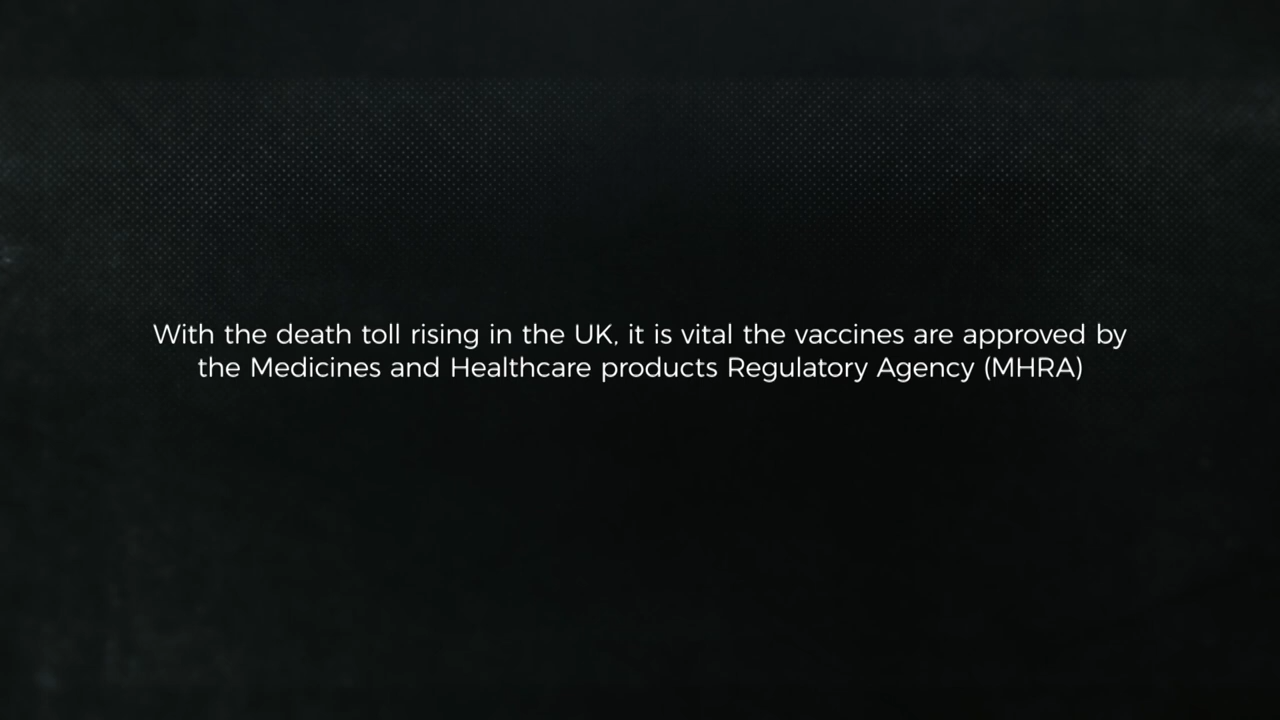 With the death toll rising in the UK, it is vital the vaccines are approved by
the Medicines and Healthcare products Regulatory Agency (MHRA)